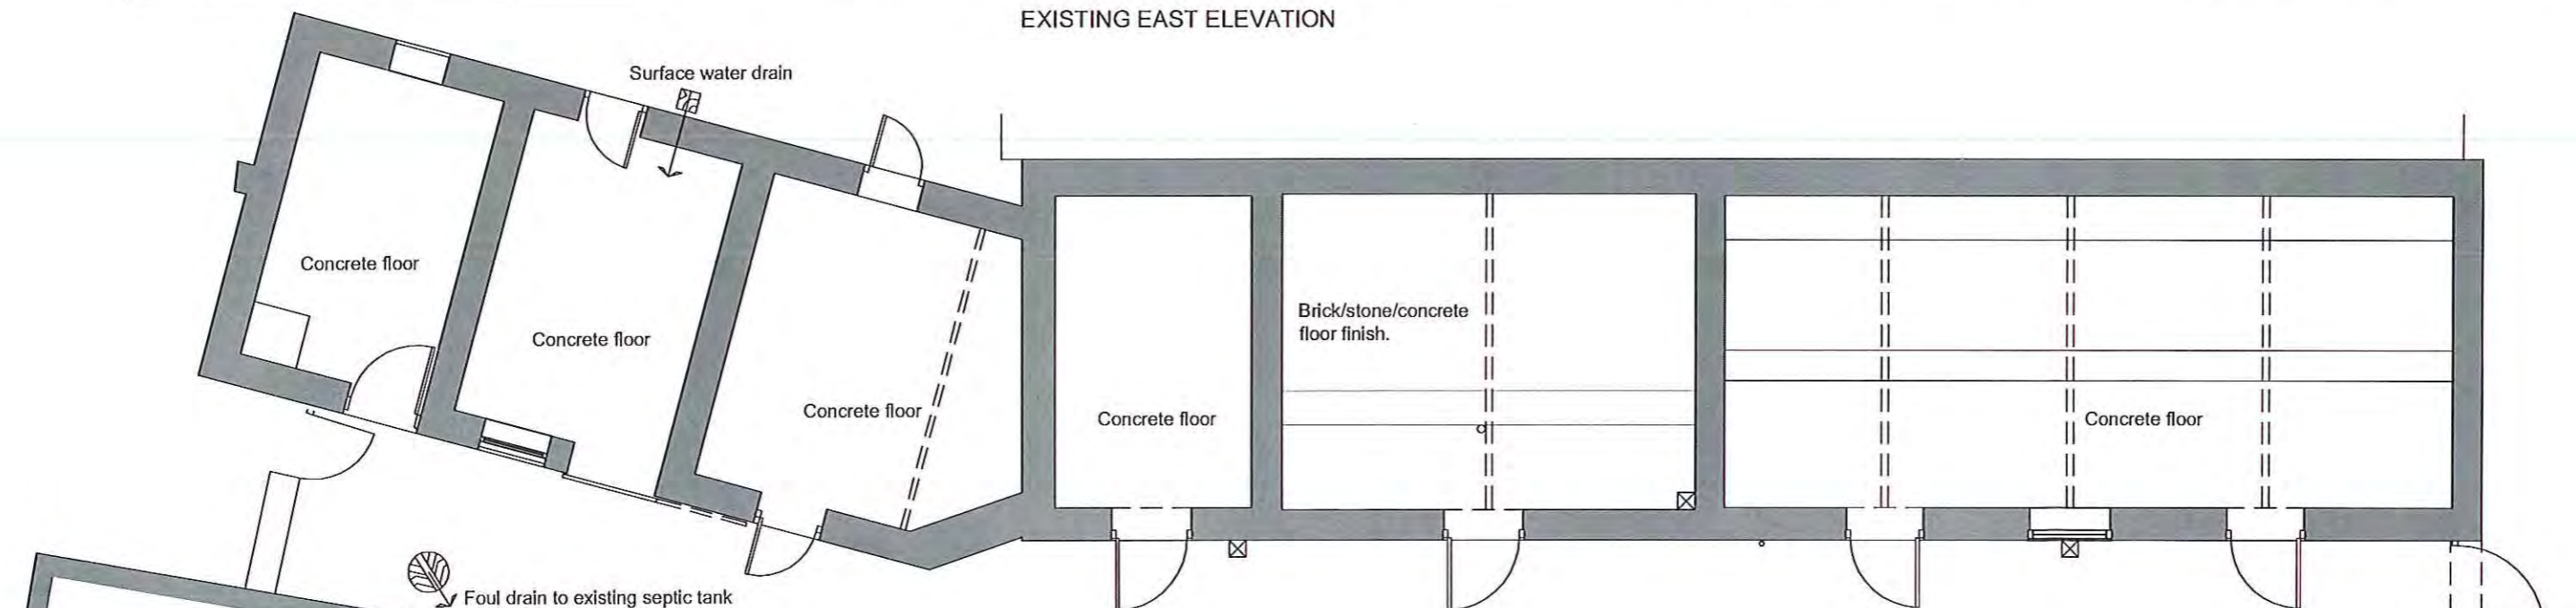 EXISTING EAST ELEVATION
Surface water drain
Concrete floor
Concrete floor
Concrete floor
Concrete floor
Brick/stone/concrete
floor finish.
Concrete floor
Foul drain to existing septic tank